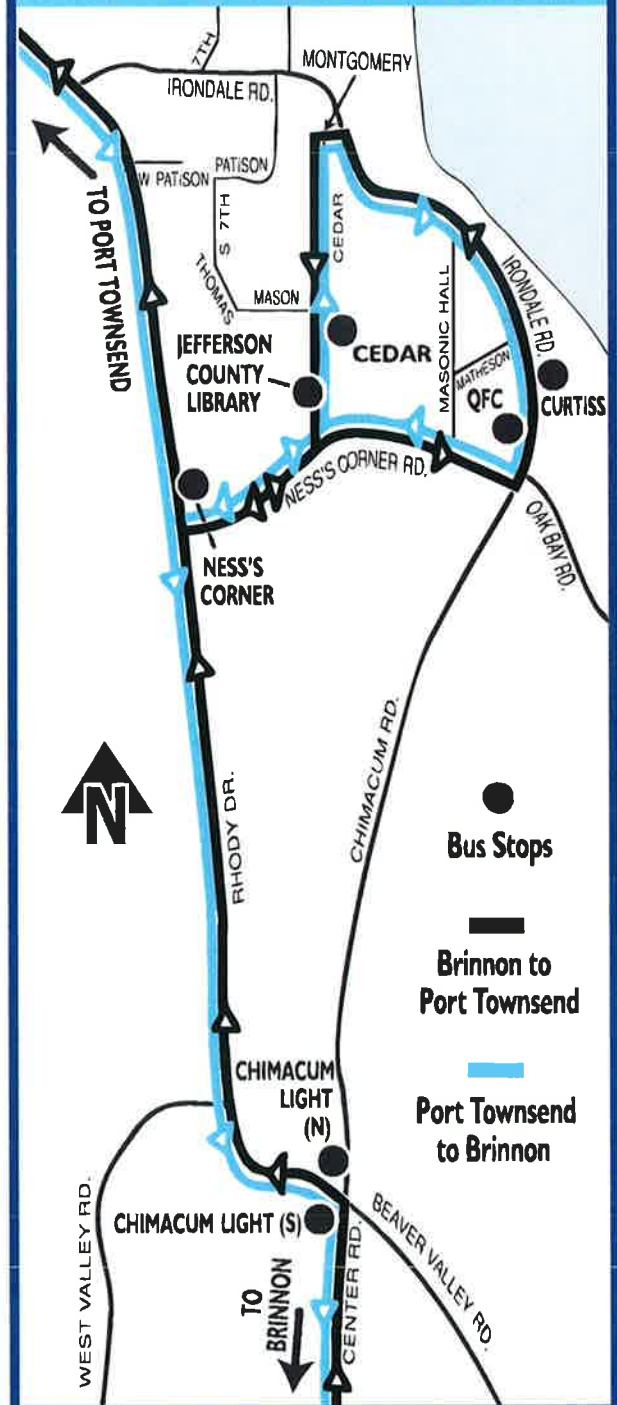 7TH
MONTGOMERY
IRONDALE RD.
PATISON
W PATISON
S 7TH
CEDAR
TO PORT TOWNSEND
THOMAS
MASON
MASONIC HALL
IRONDALE RD.
JEFFERSON
COUNTY
LIBRARY
CEDAR
MATHESON
QFC
CURTISS
NESS'S CORNER RD.
OAK BAY RD.
NESS'S
CORNER
CHIMACUM RD.
N
RHODY DR.
Bus Stops
Brinnon to
Port Townsend
CHIMACUM
LIGHT
(N)
Port Townsend
to Brinnon
WEST VALLEY RD.
CHIMACUM LIGHT (S)
BEAVER VALLEY RD.
TO
BRINNON
CENTER RD.